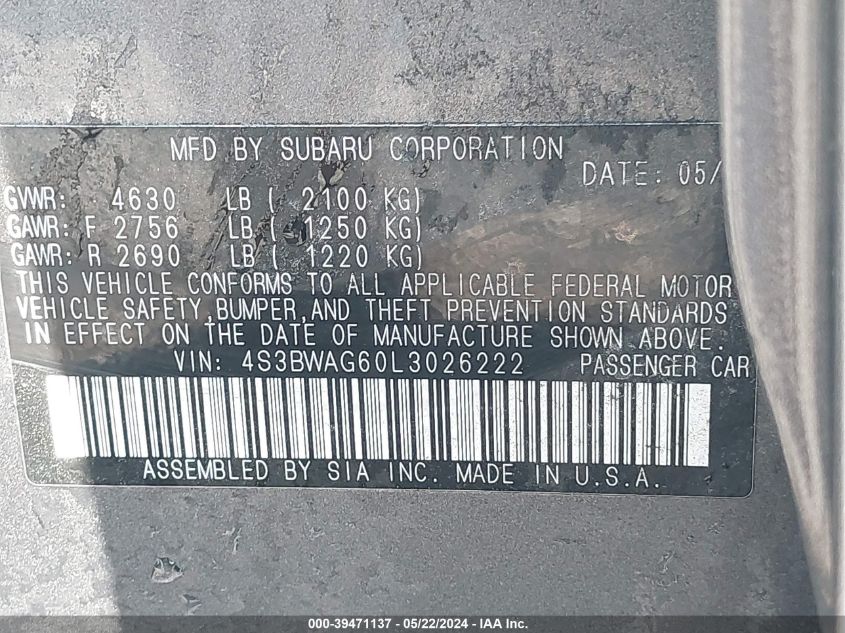 MFD BY SUBARU CORPORATION
DATE: 05/
GVWR: 4630 LB ( 2100 KG)
GAWR: F 2756 LB ( 1250 KG)
GAWR: R 2690 LB ( 1220 KG)
THIS VEHICLE CONFORMS TO ALL APPLICABLE FEDERAL MOTOR
VEHICLE SAFETY,BUMPER,AND THEFT PREVENTION STANDARDS
IN EFFECT ON THE DATE OF MANUFACTURE SHOWN ABOVE.
VIN: 4S3BWAG60L3026222 PASSENGER CAR
ASSEMBLED BY SIA INC. MADE IN U.S.A.
000-39471137 - 05/22/2024 - IAA Inc.